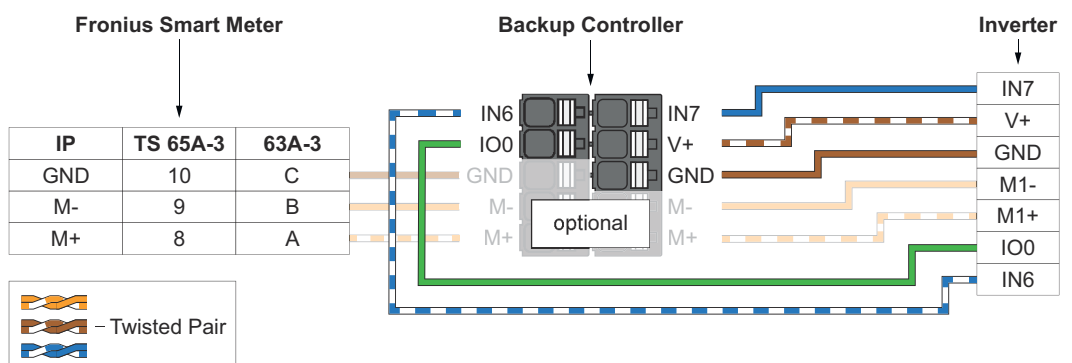 Fronius Smart Meter
Backup Controller
Inverter
IP TS 65A-3 63A-3
GND 10 C
M- 9 B
M+ 8 A
IN6
IO0
GND
M-
M+
optional
IN7
V+
GND
M-
M+
IN7
V+
GND
M1-
M1+
IO0
IN6
Twisted Pair